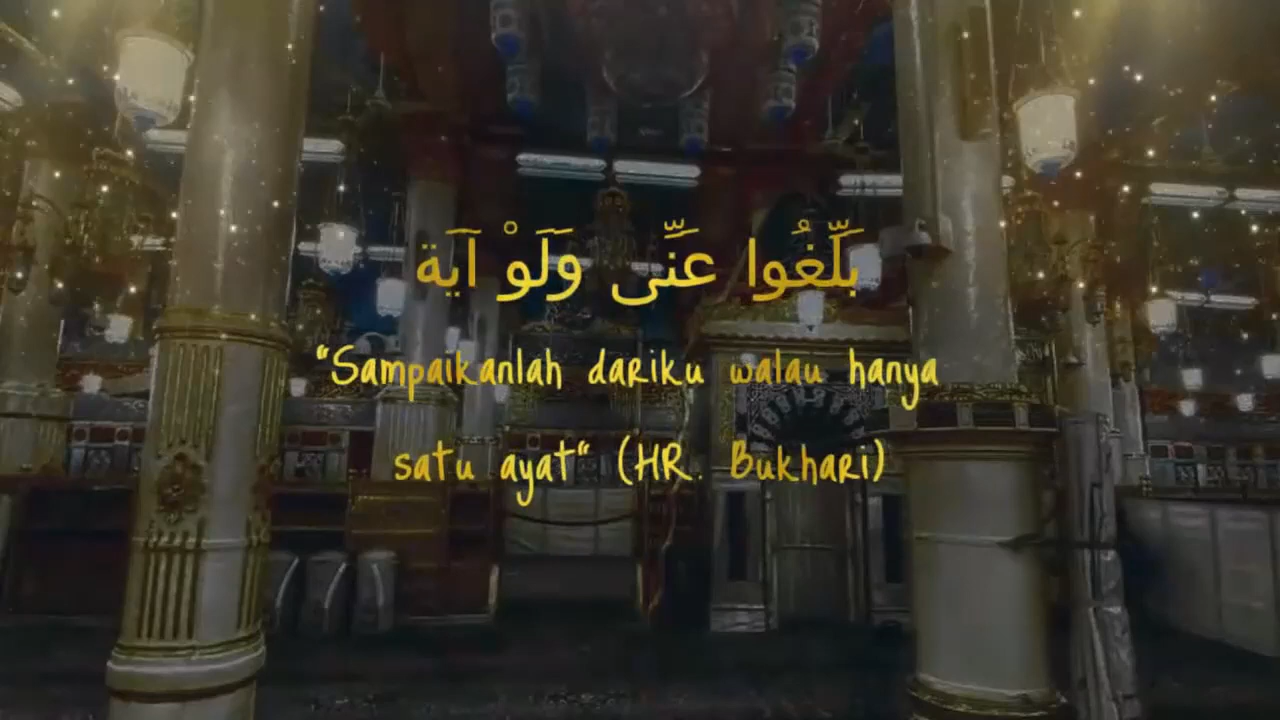 بَلِّغُوا عَنِّى وَلَوْ آيَة
“Sampaikanlah dariku walau hanya
satu ayat“ (HR. Bukhari)